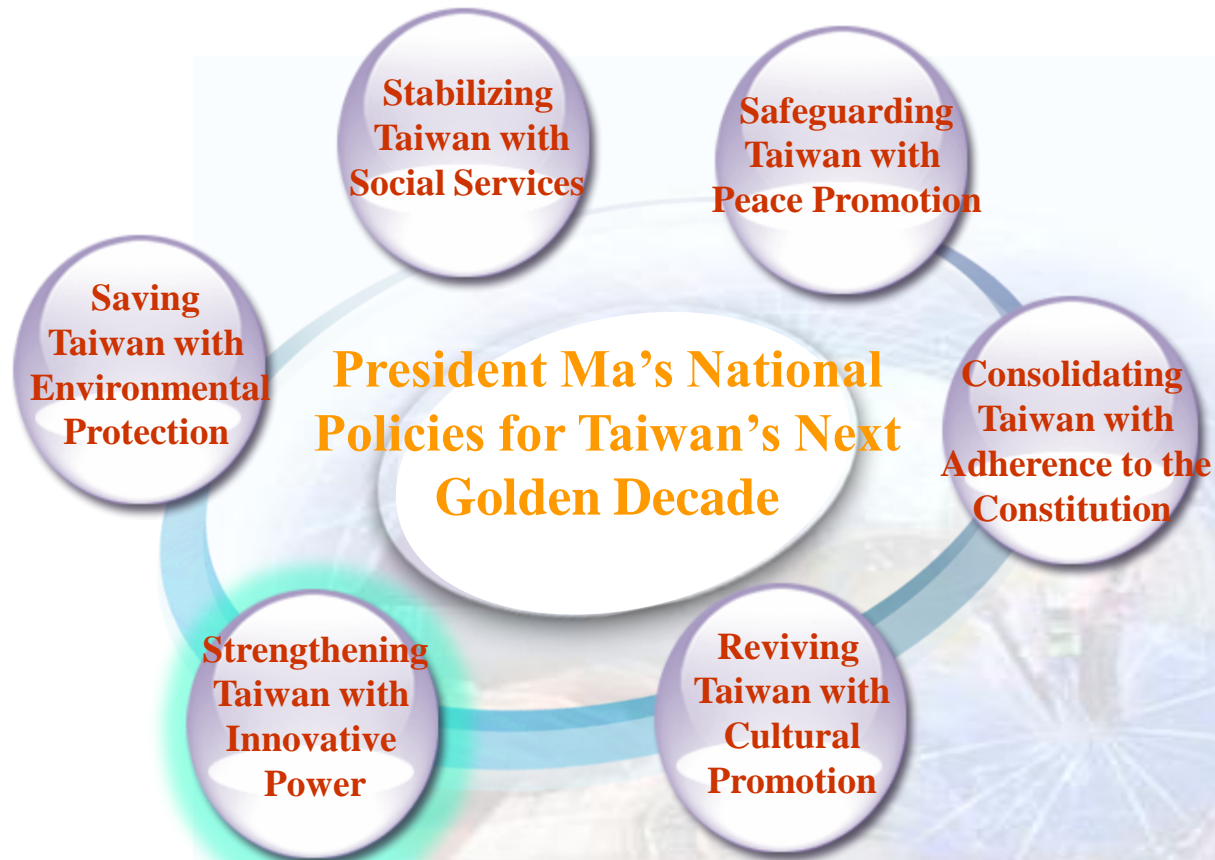 Stabilizing
Taiwan with
Social Services
Safeguarding
Taiwan with
Peace Promotion
Saving
Taiwan with
Environmental
Protection
President Ma’s National
Policies for Taiwan’s Next
Golden Decade
Consolidating
Taiwan with
Adherence to the
Constitution
Strengthening
Taiwan with
Innovative
Power
Reviving
Taiwan with
Cultural
Promotion